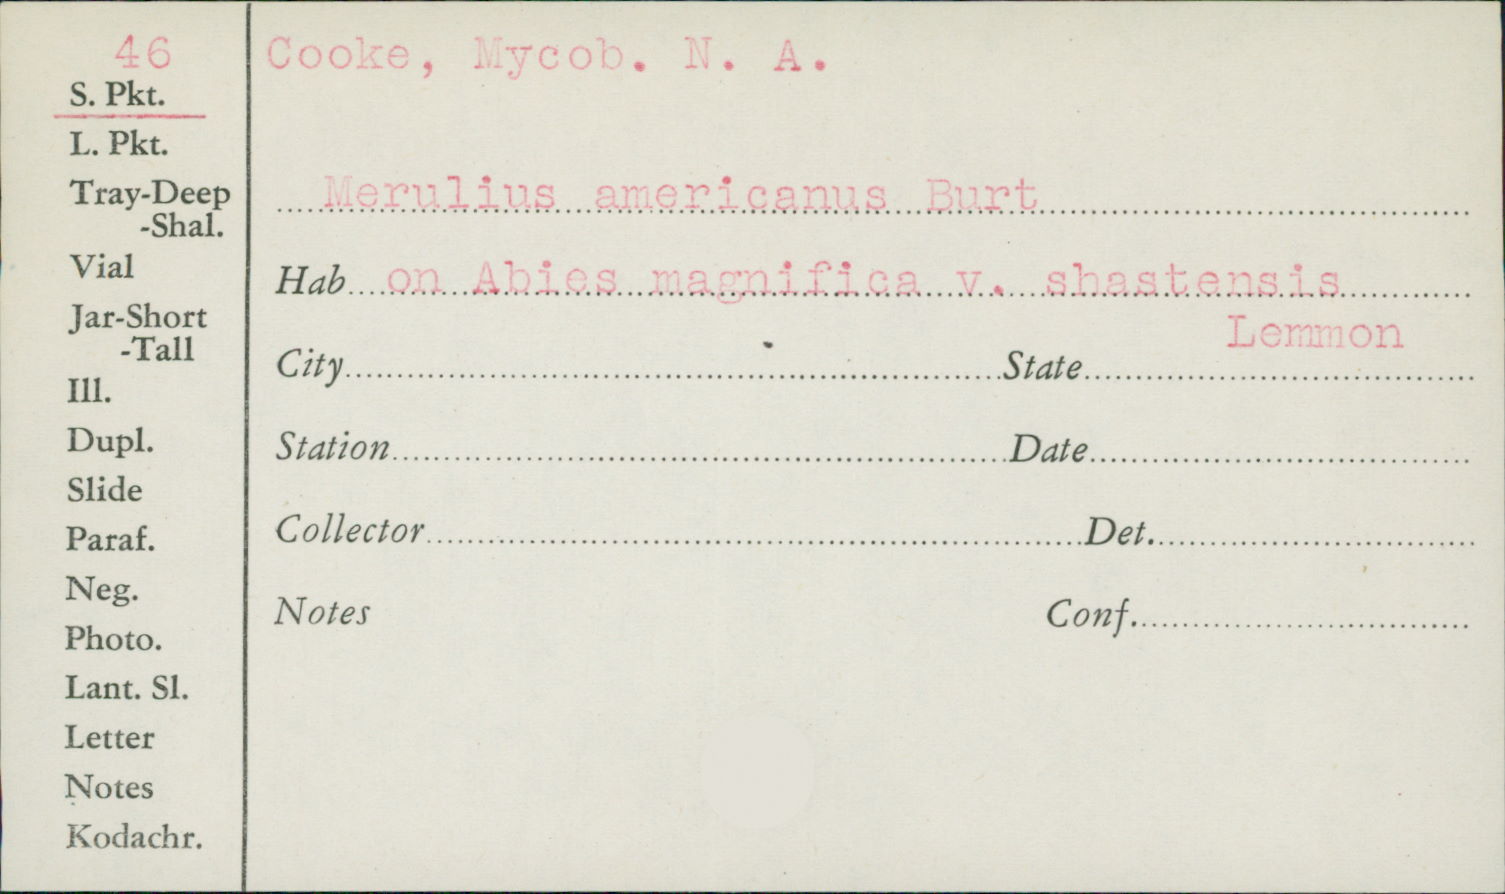 46
S. Pkt.
L. Pkt.
Tray-Deep
-Shal.
Vial
Jar-Short
-Tall
Ill.
Dupl.
Slide
Paraf.
Neg.
Photo.
Lant. Sl.
Letter
Notes
Kodachr.
Cooke, Mycob. N. A.
Merulius americanus Burt
Hab. on Abies magnifica v. shastensis
Lemmon
City State
Station Date
Collector Det.
Notes Conf.